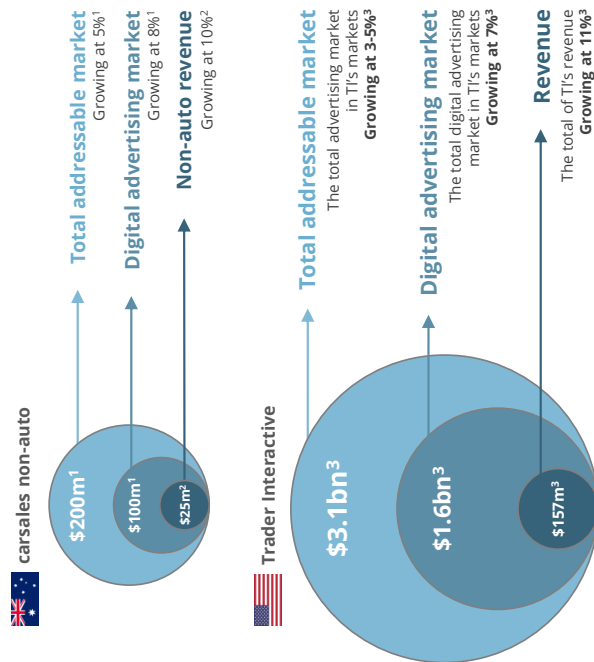 carsales non-auto
$200m¹
$100m¹
$25m²
Total addressable market
Growing at 5%¹
Digital advertising market
Growing at 8%¹
Non-auto revenue
Growing at 10%²
Trader Interactive
$3.1bn³
$1.6bn³
$157m³
Total addressable market
The total advertising market
in TI’s markets
Growing at 3-5%³
Digital advertising market
The total digital advertising
market in TI’s markets
Growing at 7%³
Revenue
The total of TI’s revenue
Growing at 11%³